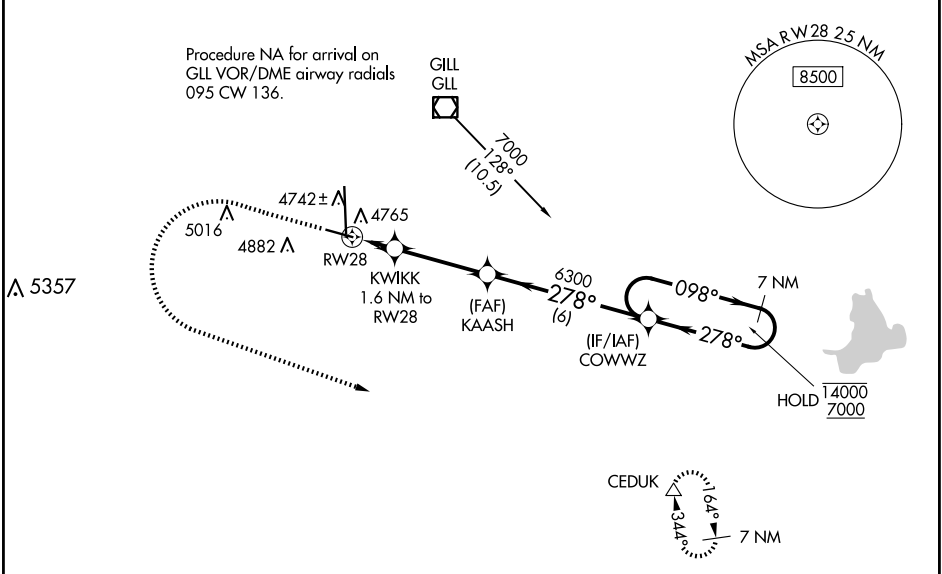 Procedure NA for arrival on
GLL VOR/DME airway radials
095 CW 136.
GILL
GLL
7000
128°
(10.5)
MSA RW28 25 NM
8500
4742±
4765
5016
4882
RW28
5357
KWIKK
1.6 NM to
RW28
(FAF)
KAASH
6300
278°
(6)
098°
7 NM
278°
(IF/IAF)
COWWZ
HOLD
14000
7000
CEDUK
164°
344°
7 NM